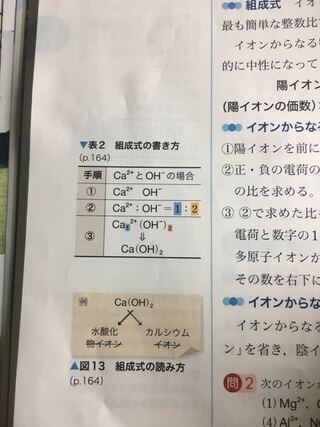 組成式 イオ
最も簡単な整数比で
イオンからなる
的に中性になって
陽イオン
(陽イオンの価数)
イオンからな
①陽イオンを前に
②正・負の電荷の
の比を求める。
③ ②で求めた比を
電荷と数字の1
多原子イオンが
その数を右下に
イオンからな
イオンからなる
ン」を省き，陰イ
問2 次のイオンか
(1) Mg²⁺, C
(4) Al³⁺, N
▼表2 組成式の書き方
(p.164)
手順 Ca²⁺とOH⁻の場合
① Ca²⁺ OH⁻
② Ca²⁺：OH⁻＝1：2
③ Ca₁²⁺(OH⁻)₂
⇓
Ca(OH)₂
例 Ca(OH)₂
水酸化 カルシウム
物イオン イオン
▲図13 組成式の読み方
(p.164)